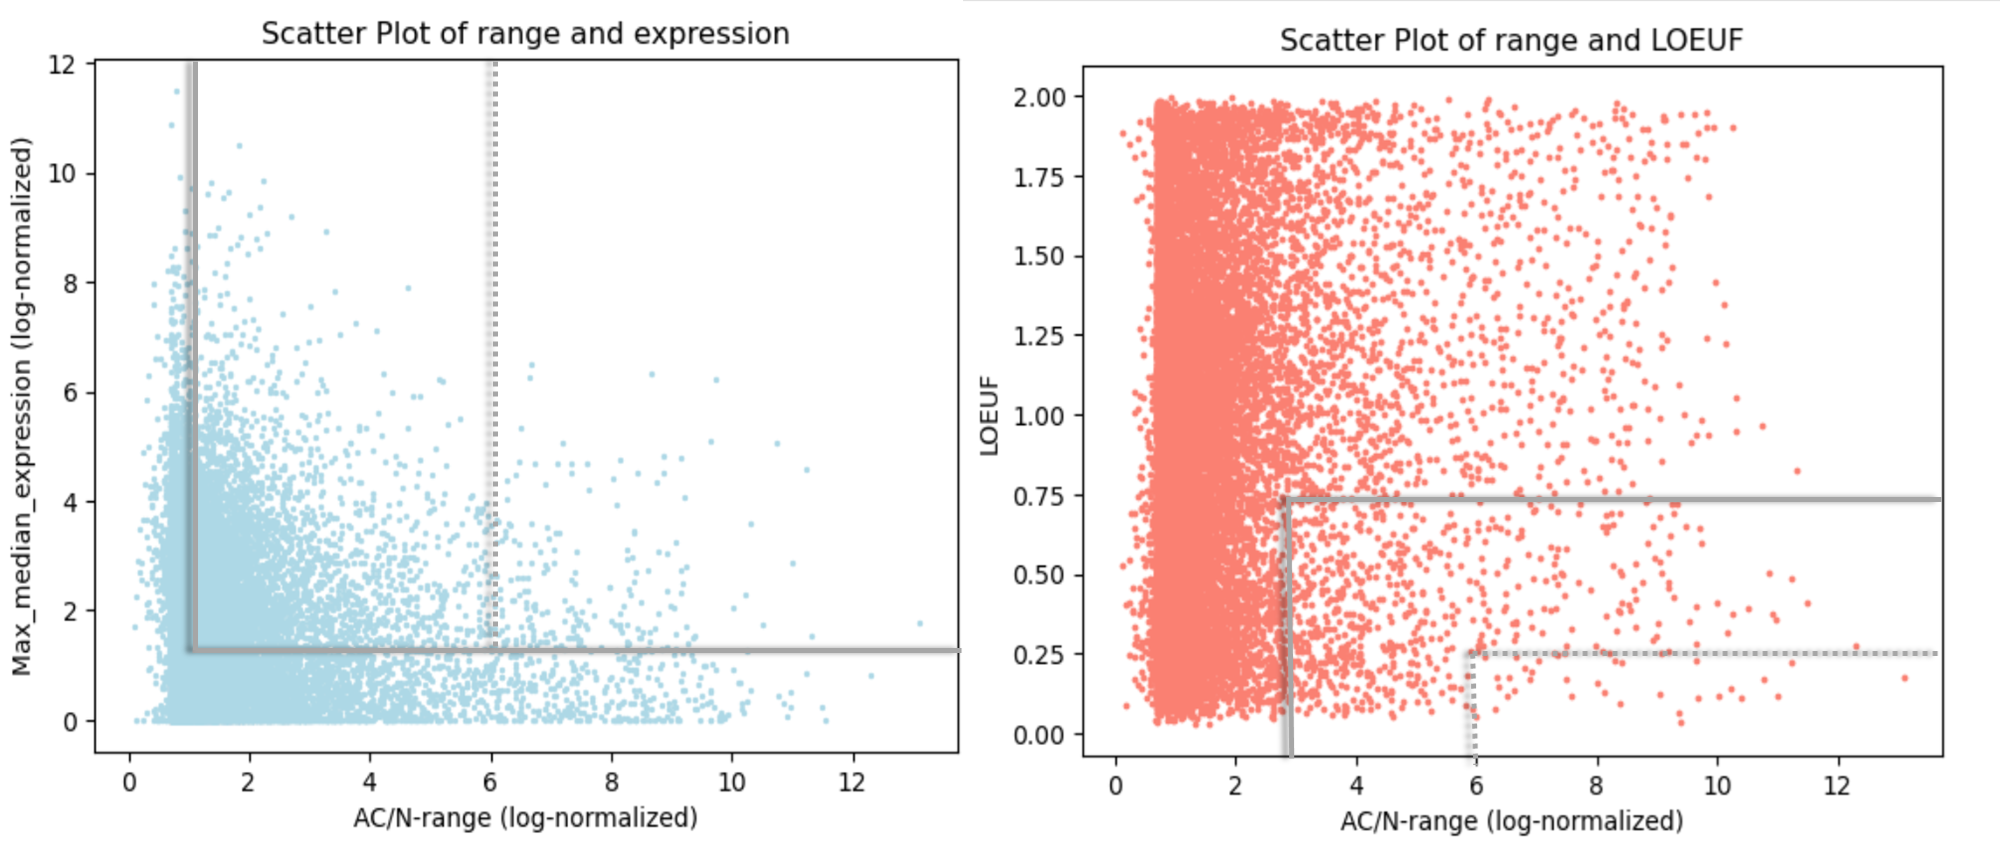 Scatter Plot of range and expression
12
10
8
6
4
2
0
Max_median_expression (log-normalized)
0 2 4 6 8 10 12
AC/N-range (log-normalized)
Scatter Plot of range and LOEUF
2.00
1.75
1.50
1.25
1.00
0.75
0.50
0.25
0.00
LOEUF
0 2 4 6 8 10 12
AC/N-range (log-normalized)